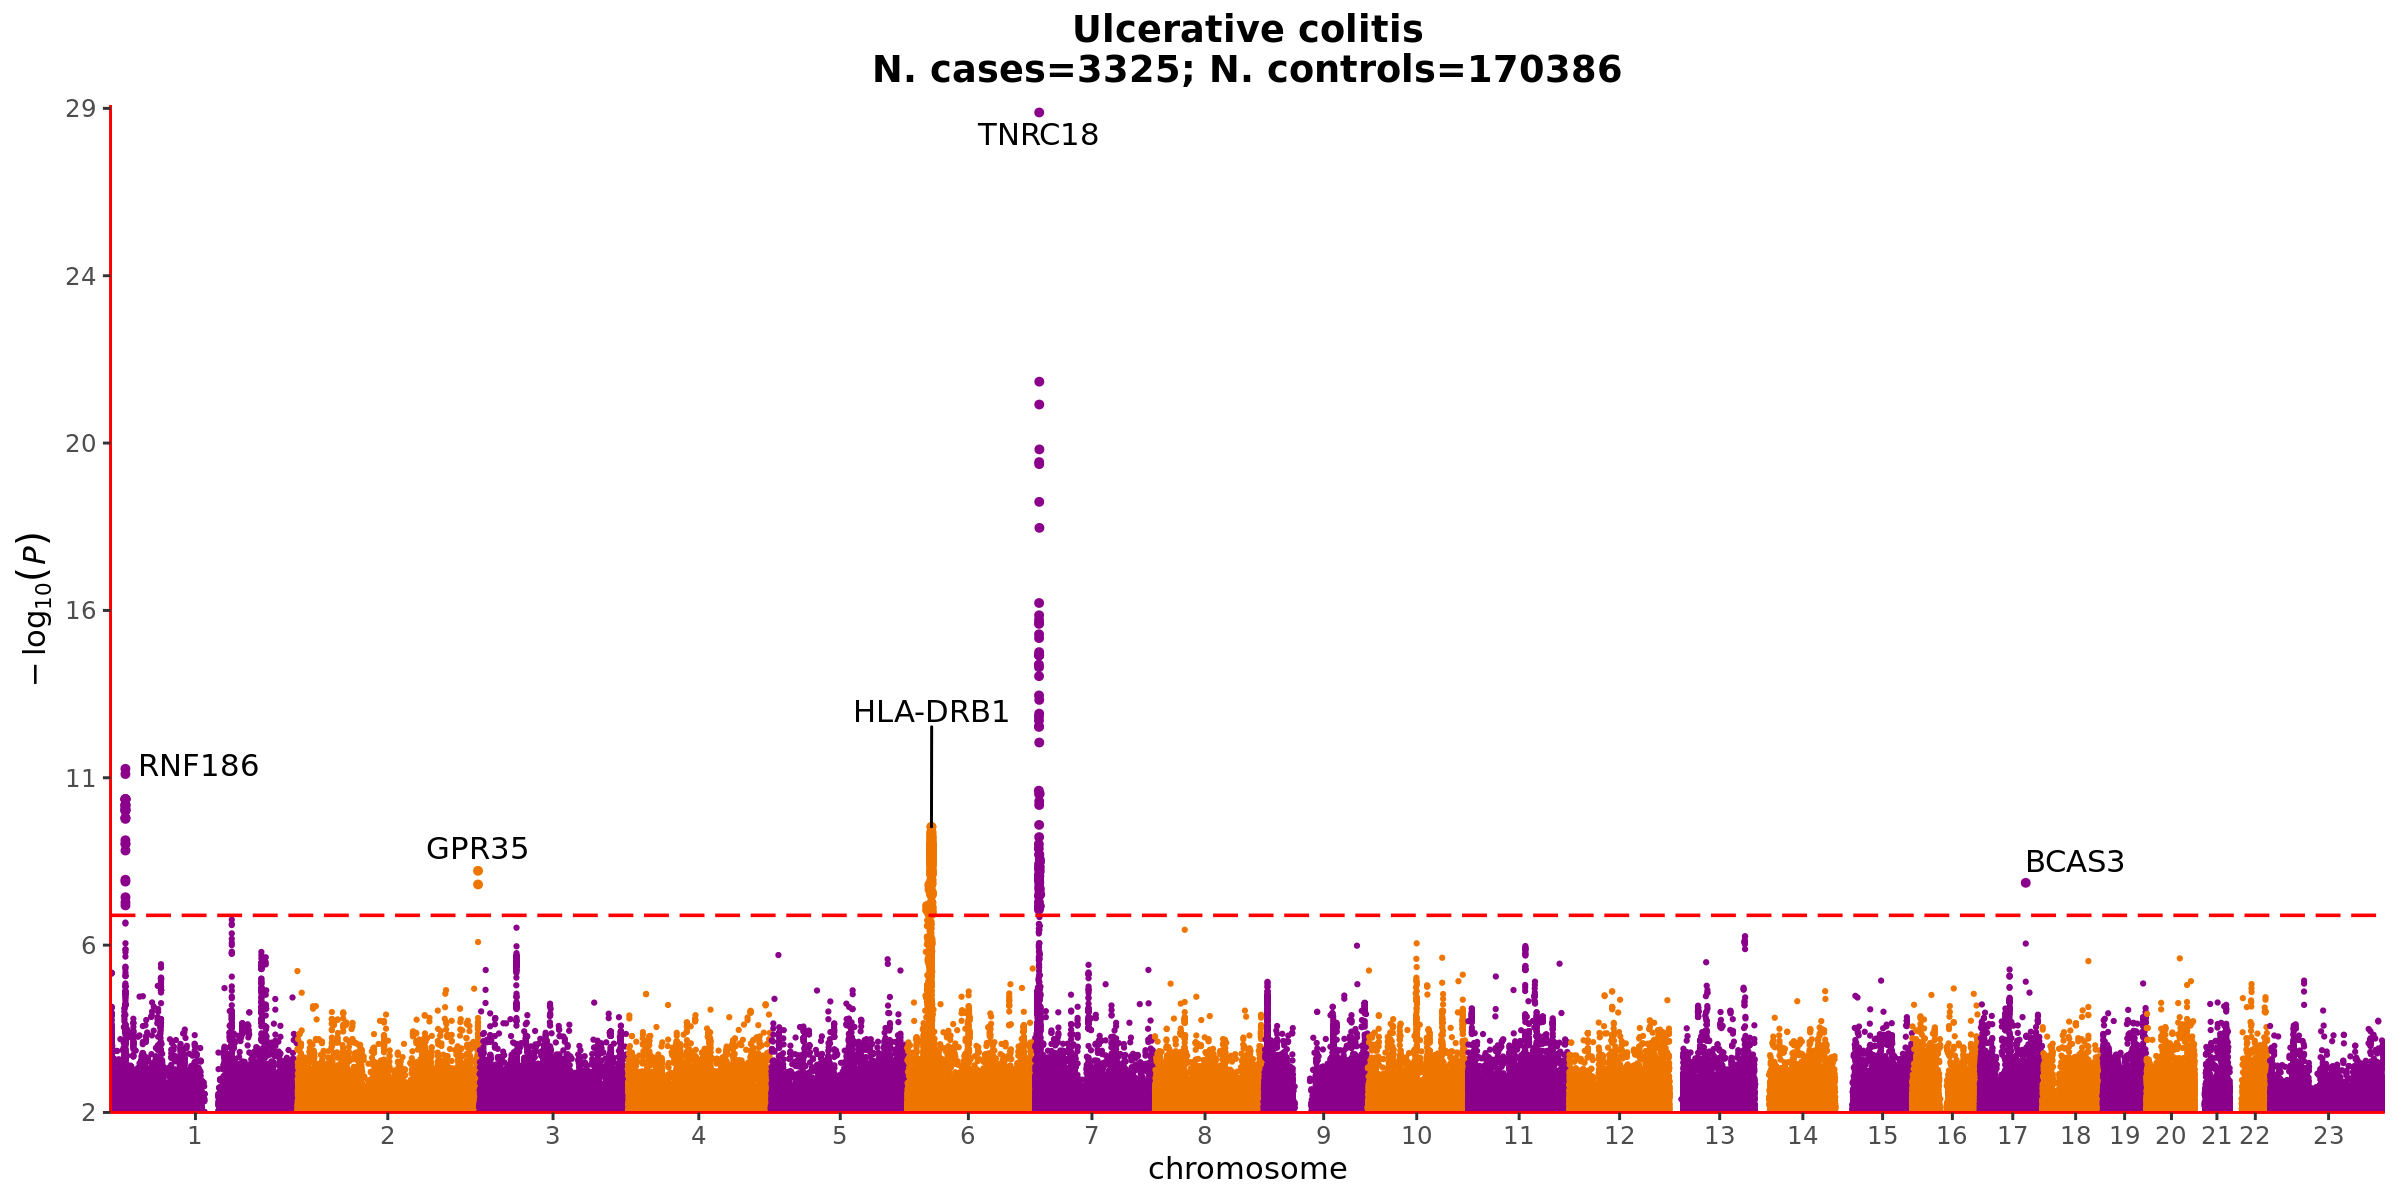 Ulcerative colitis
N. cases=3325; N. controls=170386
29
TNRC18
24
20
16
− log₁₀(P)
HLA-DRB1
11
RNF186
GPR35
BCAS3
6
2
1 2 3 4 5 6 7 8 9 10 11 12 13 14 15 16 17 18 19 20 21 22 23
chromosome